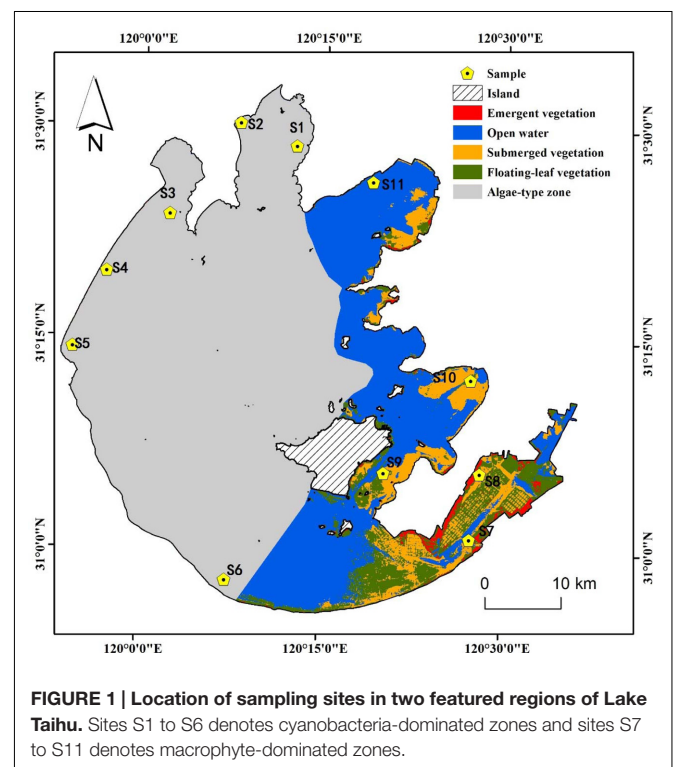 120°0'0"E 120°15'0"E 120°30'0"E
31°30'0"N
31°15'0"N
31°0'0"N
N
Sample
Island
Emergent vegetation
Open water
Submerged vegetation
Floating-leaf vegetation
Algae-type zone
31°30'0"N
31°15'0"N
31°0'0"N
S2
S1
S11
S3
S4
S5
S10
S9
S8
S7
S6
0 10 km
120°0'0"E 120°15'0"E 120°30'0"E
FIGURE 1 | Location of sampling sites in two featured regions of Lake
Taihu. Sites S1 to S6 denotes cyanobacteria-dominated zones and sites S7
to S11 denotes macrophyte-dominated zones.